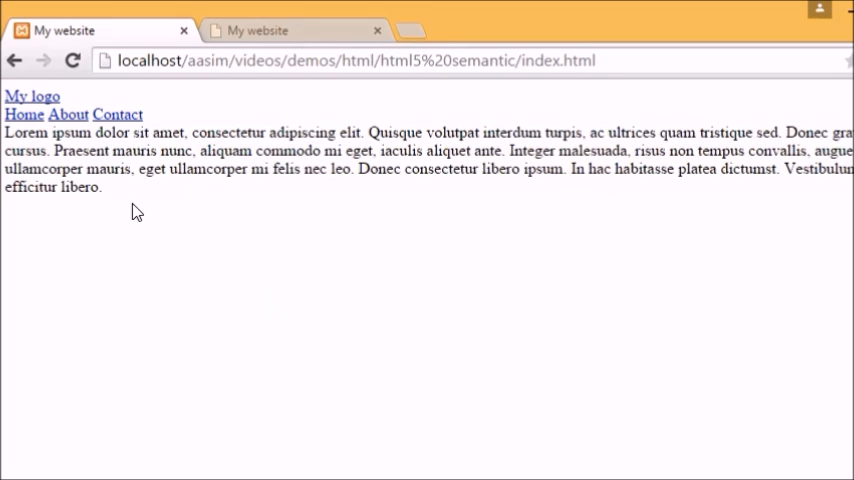 My website
My website
localhost/aasim/videos/demos/html/html5%20semantic/index.html
My logo
Home About Contact
Lorem ipsum dolor sit amet, consectetur adipiscing elit. Quisque volutpat interdum turpis, ac ultrices quam tristique sed. Donec gra
cursus. Praesent mauris nunc, aliquam commodo mi eget, iaculis aliquet ante. Integer malesuada, risus non tempus convallis, augue
ullamcorper mauris, eget ullamcorper mi felis nec leo. Donec consectetur libero ipsum. In hac habitasse platea dictumst. Vestibulun
efficitur libero.